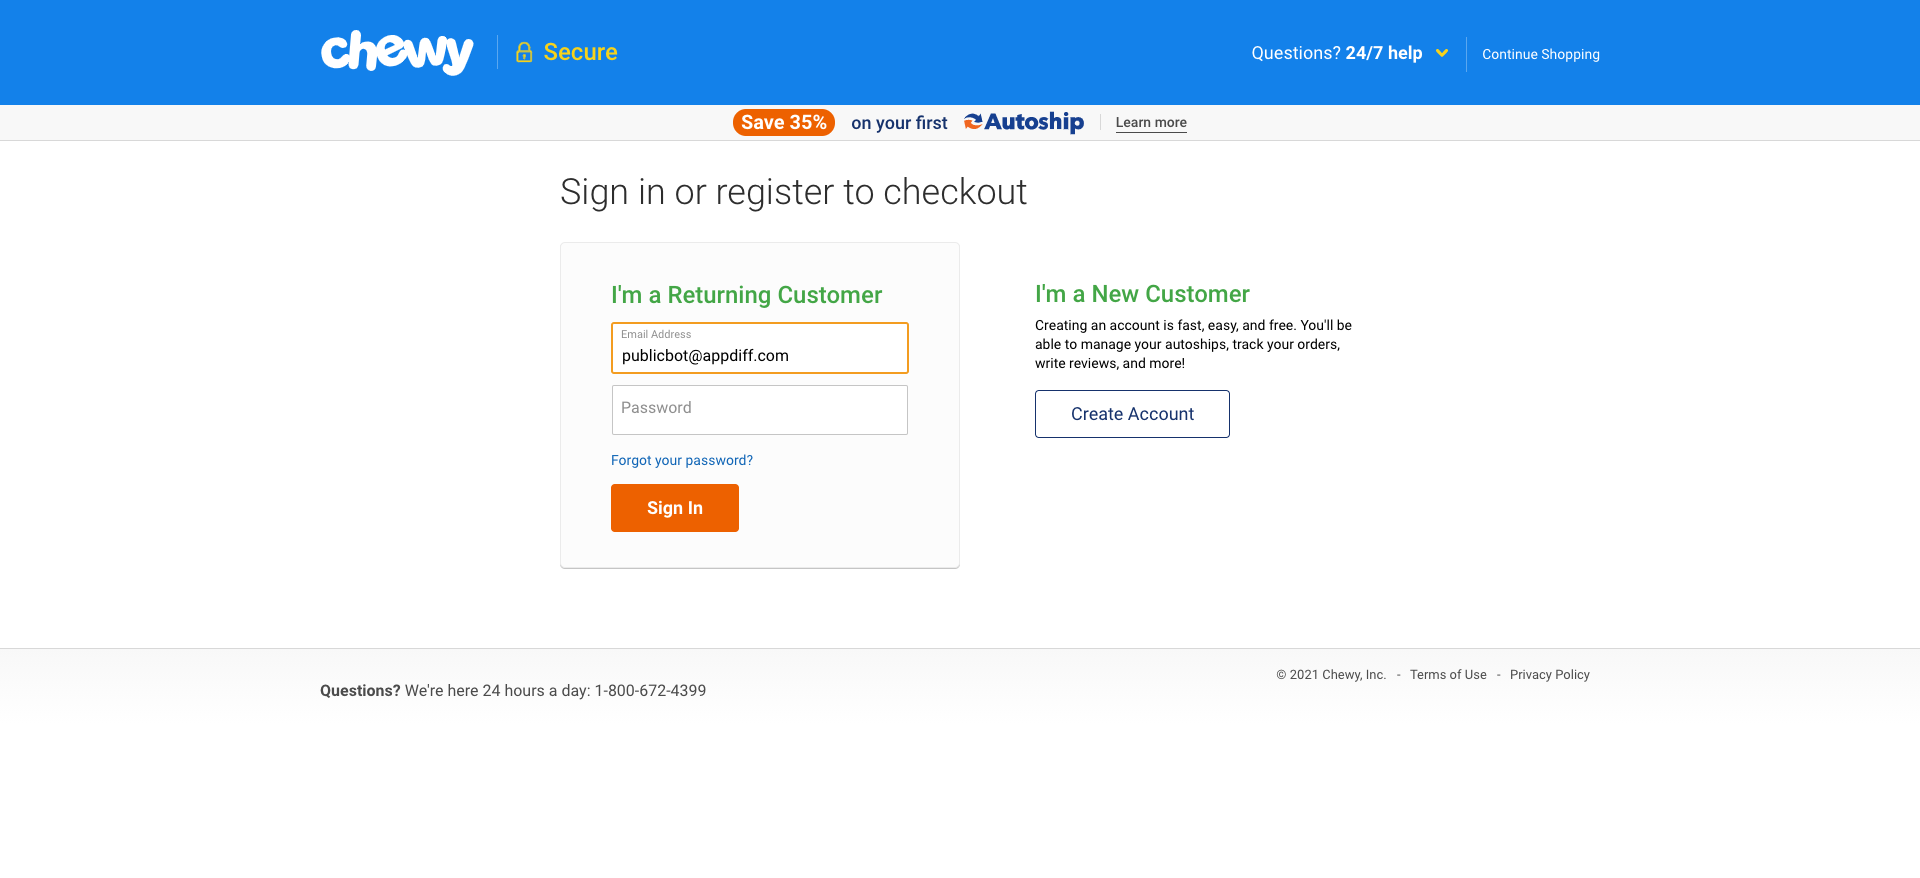 chewy
Secure
Questions? 24/7 help
Continue Shopping
Save 35% on your first Autoship
Learn more
Sign in or register to checkout
I'm a Returning Customer
Email Address
publicbot@appdiff.com
Password
Forgot your password?
Sign In
I'm a New Customer
Creating an account is fast, easy, and free. You'll be
able to manage your autoships, track your orders,
write reviews, and more!
Create Account
Questions? We're here 24 hours a day: 1-800-672-4399
© 2021 Chewy, Inc. - Terms of Use - Privacy Policy